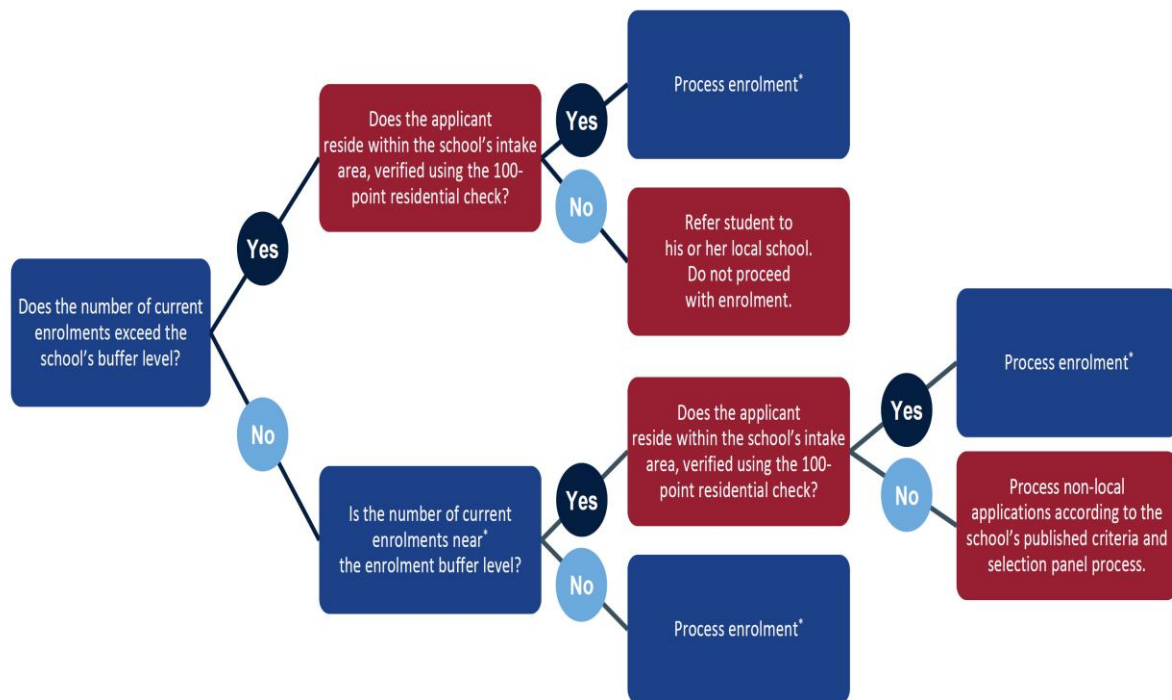 Does the number of current
enrolments exceed the
school's buffer level?
Yes
Does the applicant
reside within the school's intake
area, verified using the 100-
point residential check?
Yes
Process enrolment*
No
Refer student to
his or her local school.
Do not proceed
with enrolment.
No
Is the number of current
enrolments near*
the enrolment buffer level?
Yes
Does the applicant
reside within the school's intake
area, verified using the 100-
point residential check?
Yes
Process enrolment*
No
Process non-local
applications according to the
school's published criteria and
selection panel process.
No
Process enrolment*